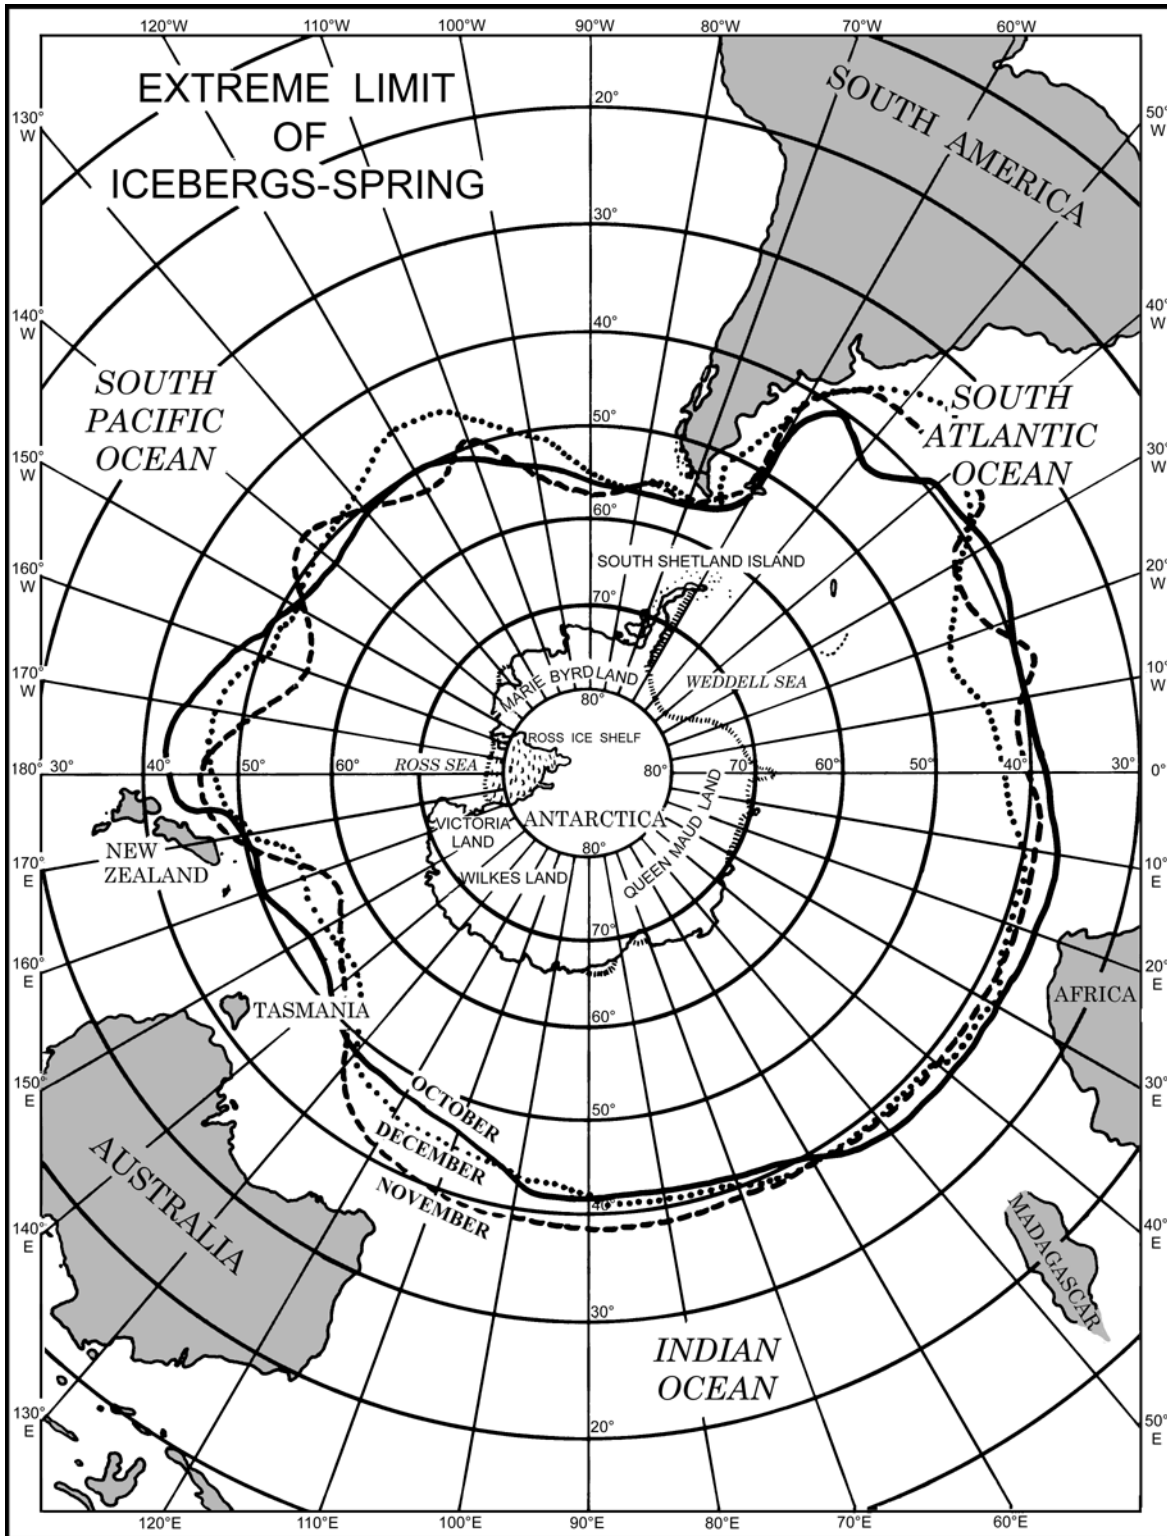 120°W 110°W 100°W 90°W 80°W 70°W 60°W
EXTREME LIMIT
OF
ICEBERGS-SPRING
SOUTH AMERICA
130°
W
50°
W
140°
W
40°
W
150°
W
30°
W
160°
W
20°
W
170°
W
10°
W
180°
0°
170°
E
10°
E
160°
E
20°
E
150°
E
30°
E
140°
E
40°
E
130°
E
50°
E
20°
30°
40°
50°
60°
70°
80°
SOUTH
PACIFIC
OCEAN
SOUTH
ATLANTIC
OCEAN
SOUTH SHETLAND ISLAND
MARIE BYRD LAND
WEDDELL SEA
ROSS ICE SHELF
30° 40° 50° 60° ROSS SEA 80° 70° 60° 50° 40° 30°
VICTORIA
LAND
ANTARCTICA
QUEEN MAUD LAND
WILKES LAND
80°
70°
60°
50°
40°
30°
20°
NEW
ZEALAND
TASMANIA
AFRICA
OCTOBER
DECEMBER
NOVEMBER
AUSTRALIA
MADAGASCAR
INDIAN
OCEAN
120°E 110°E 100°E 90°E 80°E 70°E 60°E